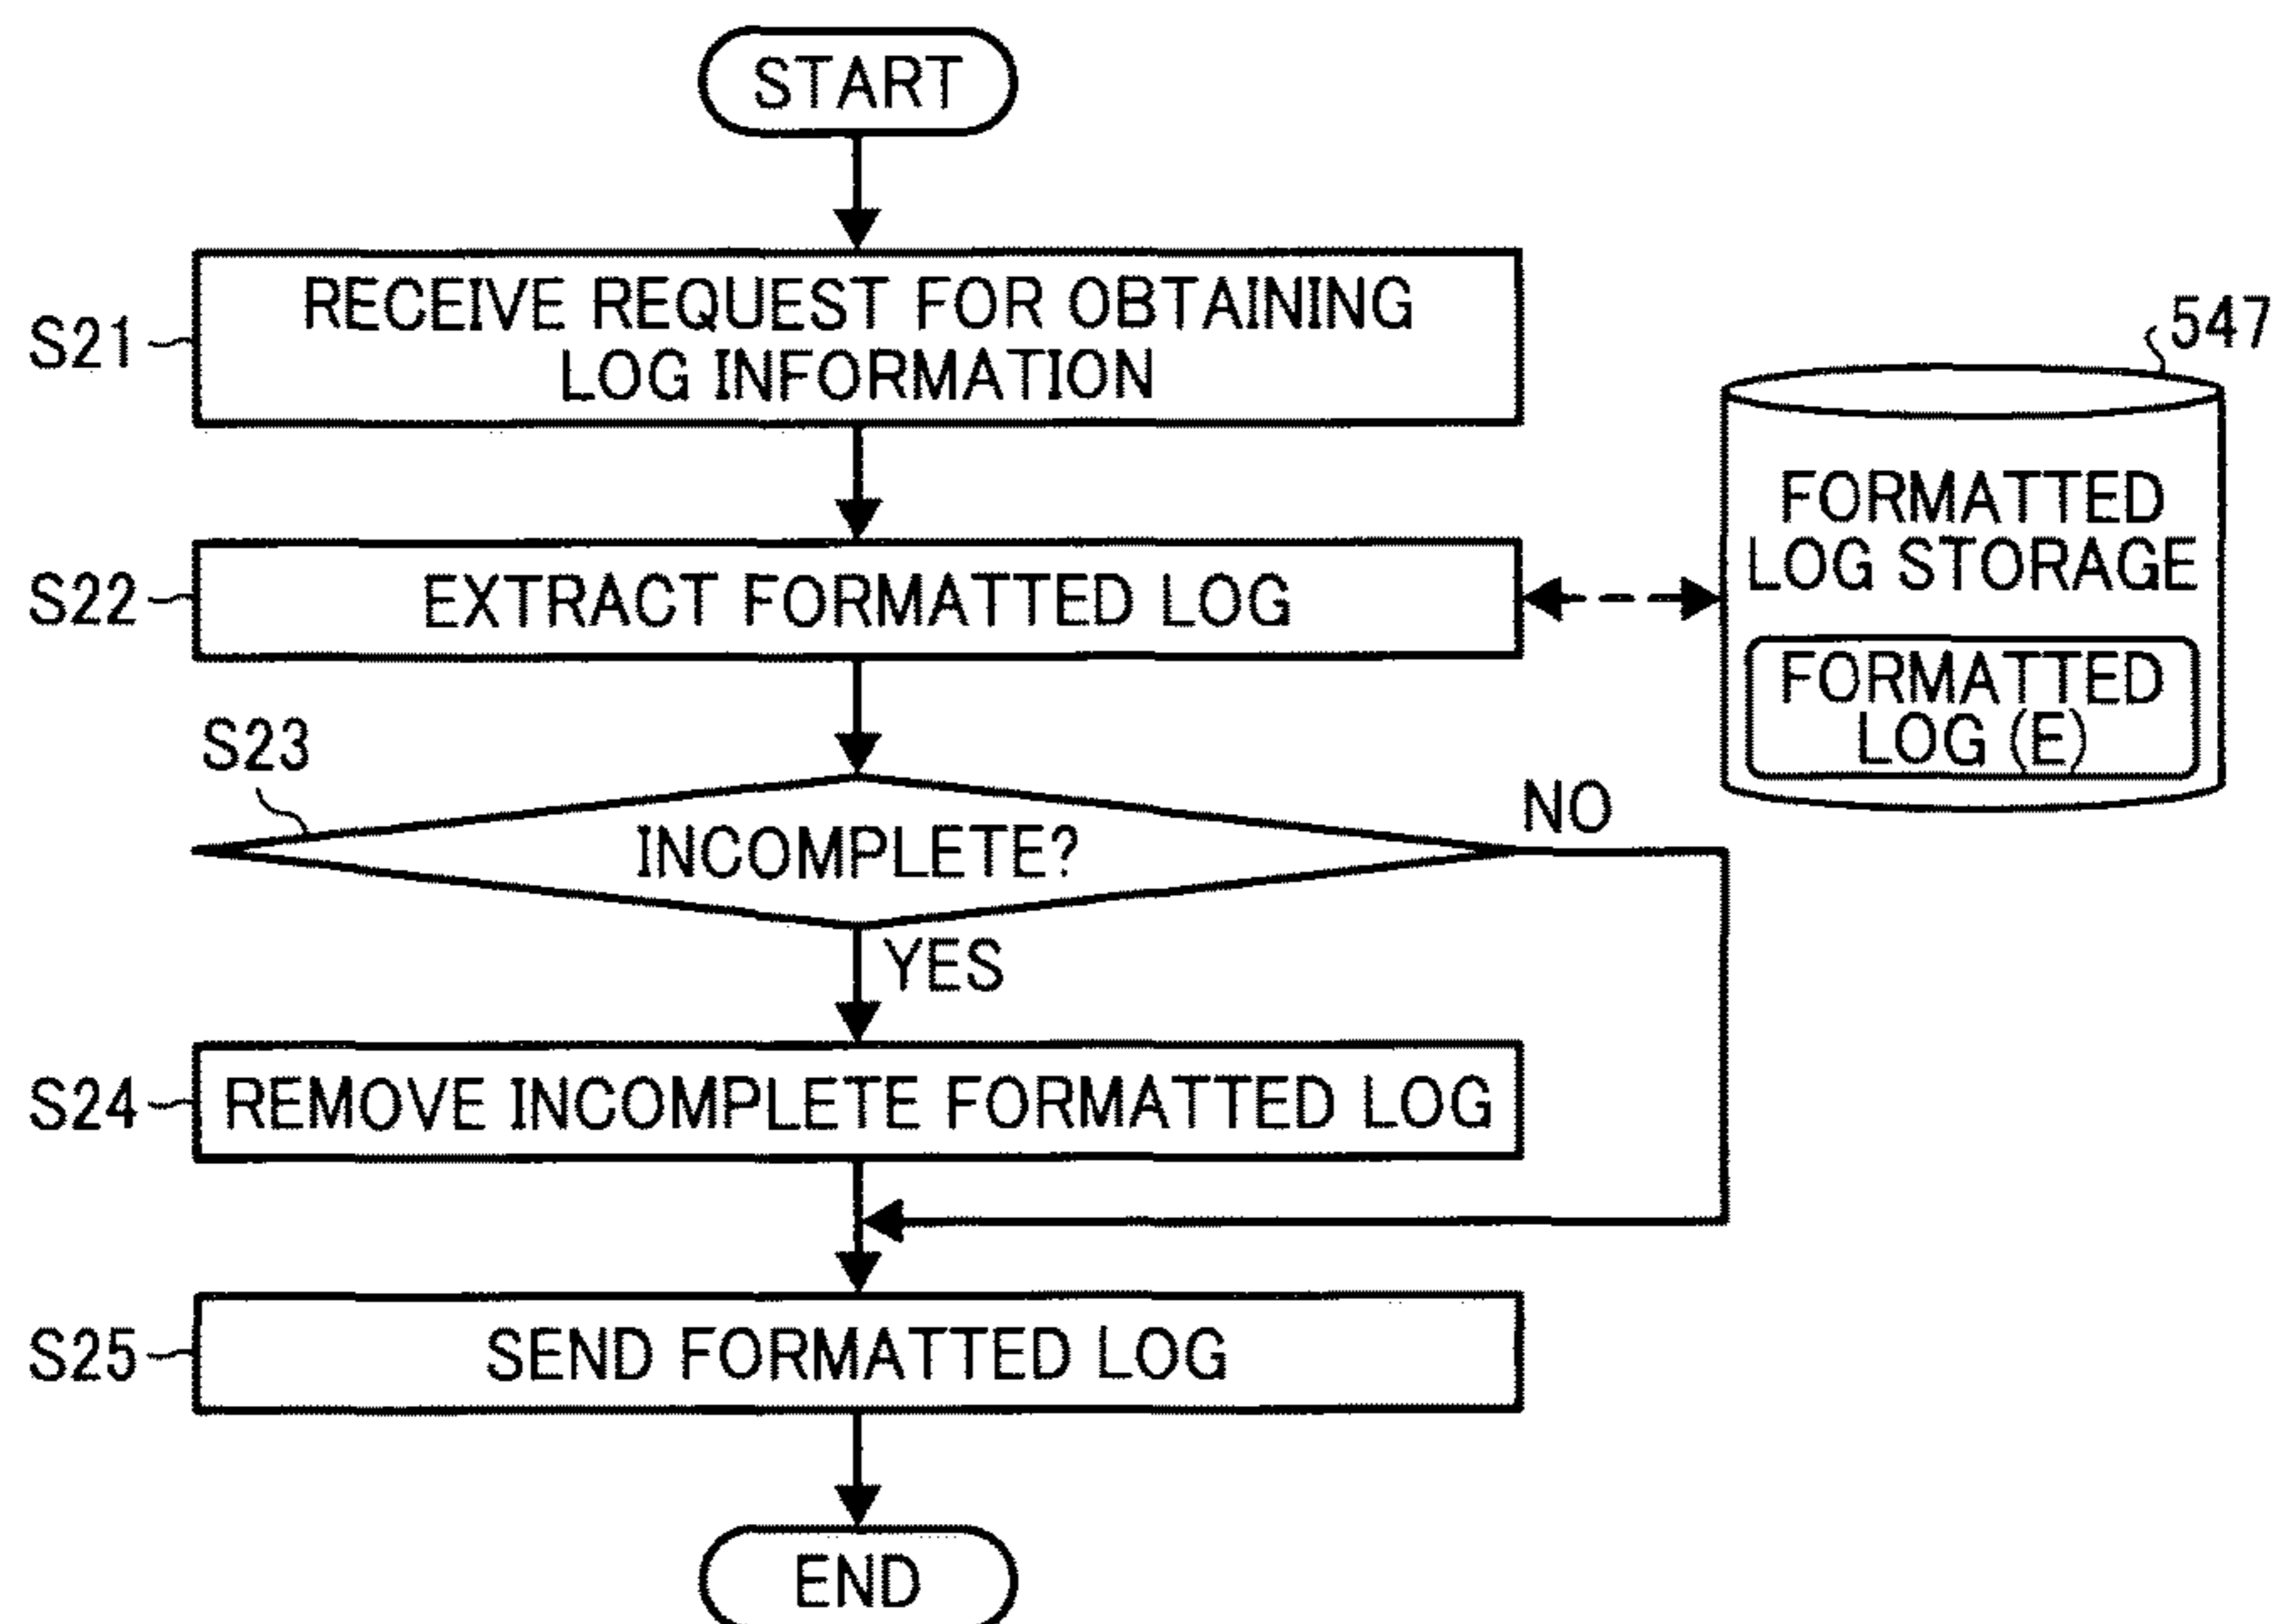 START
S21
RECEIVE REQUEST FOR OBTAINING
LOG INFORMATION
547
FORMATTED
LOG STORAGE
FORMATTED
LOG (E)
S22
EXTRACT FORMATTED LOG
S23
INCOMPLETE?
NO
YES
S24
REMOVE INCOMPLETE FORMATTED LOG
S25
SEND FORMATTED LOG
END